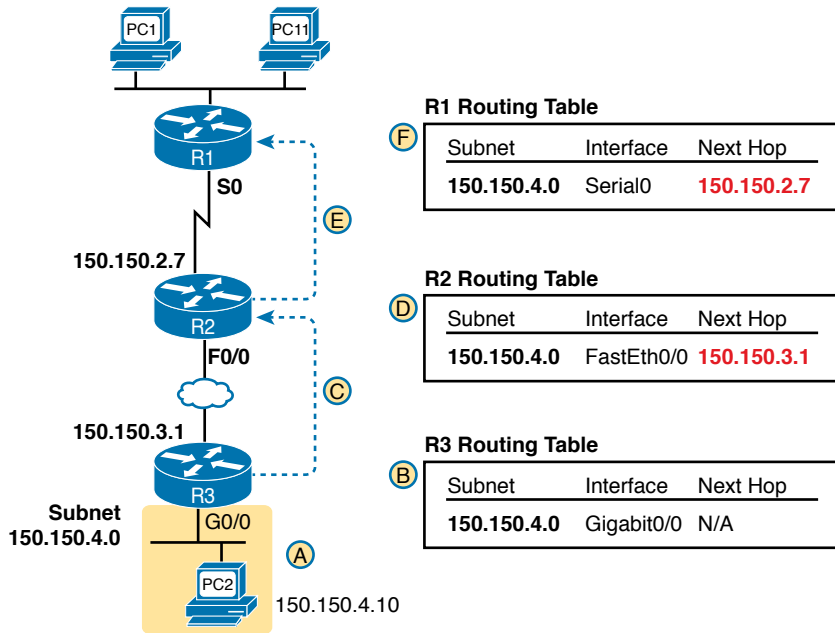 PC1
PC11
R1
S0
E
150.150.2.7
R2
F0/0
C
150.150.3.1
R3
G0/0
Subnet
150.150.4.0
A
PC2
150.150.4.10
R1 Routing Table
F
Subnet Interface Next Hop
150.150.4.0 Serial0 150.150.2.7
R2 Routing Table
D
Subnet Interface Next Hop
150.150.4.0 FastEth0/0 150.150.3.1
R3 Routing Table
B
Subnet Interface Next Hop
150.150.4.0 Gigabit0/0 N/A